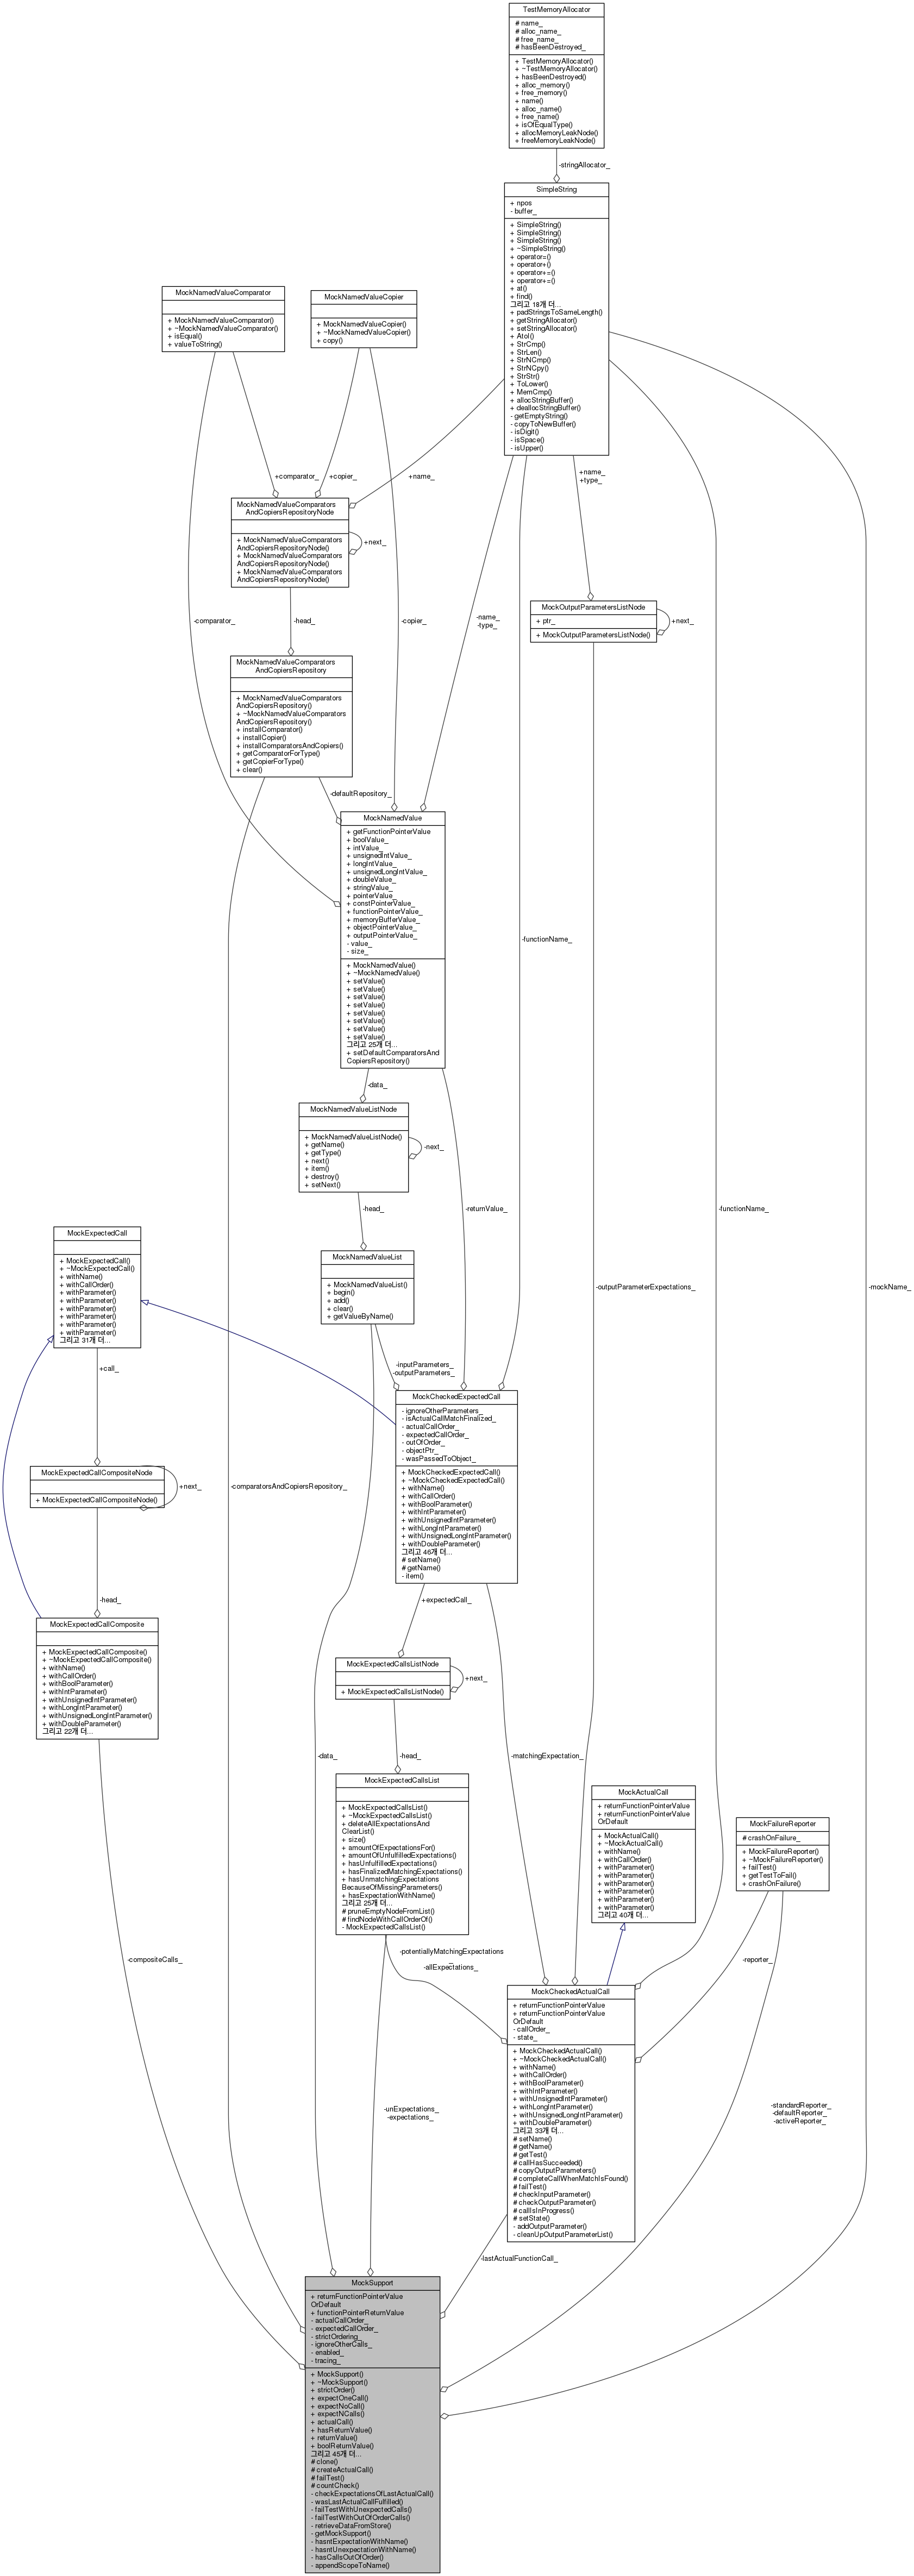 TestMemoryAllocator
# name_
# alloc_name_
# free_name_
# hasBeenDestroyed_
+ TestMemoryAllocator()
+ ~TestMemoryAllocator()
+ hasBeenDestroyed()
+ alloc_memory()
+ free_memory()
+ name()
+ alloc_name()
+ free_name()
+ isOfEqualType()
+ allocMemoryLeakNode()
+ freeMemoryLeakNode()
-stringAllocator_
SimpleString
+ npos
- buffer_
+ SimpleString()
+ SimpleString()
+ SimpleString()
+ ~SimpleString()
+ operator=()
+ operator+()
+ operator+=()
+ operator+=()
+ at()
+ find()
그리고 18개 더...
+ padStringsToSameLength()
+ getStringAllocator()
+ setStringAllocator()
+ AtoI()
+ StrCmp()
+ StrLen()
+ StrNCmp()
+ StrNCpy()
+ StrStr()
+ ToLower()
+ MemCmp()
+ allocStringBuffer()
+ deallocStringBuffer()
- getEmptyString()
- copyToNewBuffer()
- isDigit()
- isSpace()
- isUpper()
MockNamedValueComparator
+ MockNamedValueComparator()
+ ~MockNamedValueComparator()
+ isEqual()
+ valueToString()
MockNamedValueCopier
+ MockNamedValueCopier()
+ ~MockNamedValueCopier()
+ copy()
+comparator_
+copier_
+name_
+name_
+type_
MockNamedValueComparators
AndCopiersRepositoryNode
+ MockNamedValueComparators
AndCopiersRepositoryNode()
+ MockNamedValueComparators
AndCopiersRepositoryNode()
+ MockNamedValueComparators
AndCopiersRepositoryNode()
+next_
MockOutputParametersListNode
+ ptr_
+ MockOutputParametersListNode()
+next_
-comparator_
-head_
-copier_
-name_
-type_
MockNamedValueComparators
AndCopiersRepository
+ MockNamedValueComparators
AndCopiersRepository()
+ ~MockNamedValueComparators
AndCopiersRepository()
+ installComparator()
+ installCopier()
+ installComparatorsAndCopiers()
+ getComparatorForType()
+ getCopierForType()
+ clear()
-defaultRepository_
MockNamedValue
+ getFunctionPointerValue
+ boolValue_
+ intValue_
+ unsignedIntValue_
+ longIntValue_
+ unsignedLongIntValue_
+ doubleValue_
+ stringValue_
+ pointerValue_
+ constPointerValue_
+ functionPointerValue_
+ memoryBufferValue_
+ objectPointerValue_
+ outputPointerValue_
- value_
- size_
+ MockNamedValue()
+ ~MockNamedValue()
+ setValue()
+ setValue()
+ setValue()
+ setValue()
+ setValue()
+ setValue()
+ setValue()
+ setValue()
그리고 25개 더...
+ setDefaultComparatorsAnd
CopiersRepository()
-functionName_
-data_
MockNamedValueListNode
+ MockNamedValueListNode()
+ getName()
+ getType()
+ next()
+ item()
+ destroy()
+ setNext()
-next_
-head_
-returnValue_
-functionName_
MockNamedValueList
+ MockNamedValueList()
+ begin()
+ add()
+ clear()
+ getValueByName()
-outputParameterExpectations_
-mockName_
MockExpectedCall
+ MockExpectedCall()
+ ~MockExpectedCall()
+ withName()
+ withCallOrder()
+ withParameter()
+ withParameter()
+ withParameter()
+ withParameter()
+ withParameter()
+ withParameter()
그리고 31개 더...
+call_
-inputParameters_
-outputParameters_
MockCheckedExpectedCall
- ignoreOtherParameters_
- isActualCallMatchFinalized_
- actualCallOrder_
- expectedCallOrder_
- outOfOrder_
- objectPtr_
- wasPassedToObject_
+ MockCheckedExpectedCall()
+ ~MockCheckedExpectedCall()
+ withName()
+ withCallOrder()
+ withBoolParameter()
+ withIntParameter()
+ withUnsignedIntParameter()
+ withLongIntParameter()
+ withUnsignedLongIntParameter()
+ withDoubleParameter()
그리고 46개 더...
# setName()
# getName()
- item()
MockExpectedCallCompositeNode
+ MockExpectedCallCompositeNode()
+next_
-comparatorsAndCopiersRepository_
-head_
+expectedCall_
MockExpectedCallComposite
+ MockExpectedCallComposite()
+ ~MockExpectedCallComposite()
+ withName()
+ withCallOrder()
+ withBoolParameter()
+ withIntParameter()
+ withUnsignedIntParameter()
+ withLongIntParameter()
+ withUnsignedLongIntParameter()
+ withDoubleParameter()
그리고 22개 더...
MockExpectedCallsListNode
+ MockExpectedCallsListNode()
+next_
-data_
-head_
-matchingExpectation_
MockExpectedCallsList
+ MockExpectedCallsList()
+ ~MockExpectedCallsList()
+ deleteAllExpectationsAnd
ClearList()
+ size()
+ amountOfExpectationsFor()
+ amountOfUnfulfilledExpectations()
+ hasUnfulfilledExpectations()
+ hasFinalizedMatchingExpectations()
+ hasUnmatchingExpectations
BecauseOfMissingParameters()
+ hasExpectationWithName()
그리고 25개 더...
# pruneEmptyNodeFromList()
# findNodeWithCallOrderOf()
- MockExpectedCallsList()
MockActualCall
+ returnFunctionPointerValue
+ returnFunctionPointerValue
OrDefault
+ MockActualCall()
+ ~MockActualCall()
+ withName()
+ withCallOrder()
+ withParameter()
+ withParameter()
+ withParameter()
+ withParameter()
+ withParameter()
+ withParameter()
그리고 40개 더...
MockFailureReporter
# crashOnFailure_
+ MockFailureReporter()
+ ~MockFailureReporter()
+ failTest()
+ getTestToFail()
+ crashOnFailure()
-compositeCalls_
-potentiallyMatchingExpectations
_
-allExpectations_
-reporter_
MockCheckedActualCall
+ returnFunctionPointerValue
+ returnFunctionPointerValue
OrDefault
- callOrder_
- state_
+ MockCheckedActualCall()
+ ~MockCheckedActualCall()
+ withName()
+ withCallOrder()
+ withBoolParameter()
+ withIntParameter()
+ withUnsignedIntParameter()
+ withLongIntParameter()
+ withUnsignedLongIntParameter()
+ withDoubleParameter()
그리고 33개 더...
# setName()
# getName()
# getTest()
# callHasSucceeded()
# copyOutputParameters()
# completeCallWhenMatchIsFound()
# failTest()
# checkInputParameter()
# checkOutputParameter()
# callIsInProgress()
# setState()
- addOutputParameter()
- cleanUpOutputParameterList()
-unExpectations_
-expectations_
-standardReporter_
-defaultReporter_
-activeReporter_
-lastActualFunctionCall_
MockSupport
+ returnFunctionPointerValue
OrDefault
+ functionPointerReturnValue
- actualCallOrder_
- expectedCallOrder_
- strictOrdering_
- ignoreOtherCalls_
- enabled_
- tracing_
+ MockSupport()
+ ~MockSupport()
+ strictOrder()
+ expectOneCall()
+ expectNoCall()
+ expectNCalls()
+ actualCall()
+ hasReturnValue()
+ returnValue()
+ boolReturnValue()
그리고 45개 더...
# clone()
# createActualCall()
# failTest()
# countCheck()
- checkExpectationsOfLastActualCall()
- wasLastActualCallFulfilled()
- failTestWithUnexpectedCalls()
- failTestWithOutOfOrderCalls()
- retrieveDataFromStore()
- getMockSupport()
- hasntExpectationWithName()
- hasntUnexpectationWithName()
- hasCallsOutOfOrder()
- appendScopeToName()